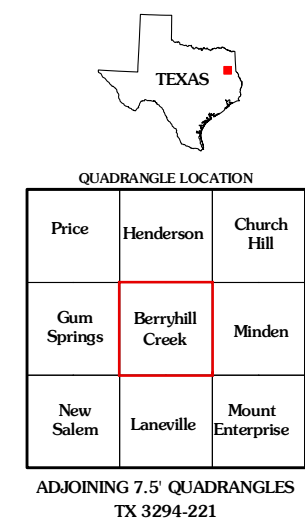 TEXAS
QUADRANGLE LOCATION
Price
Henderson
Church
Hill
Gum
Springs
Berryhill
Creek
Minden
New
Salem
Laneville
Mount
Enterprise
ADJOINING 7.5' QUADRANGLES
TX 3294-221